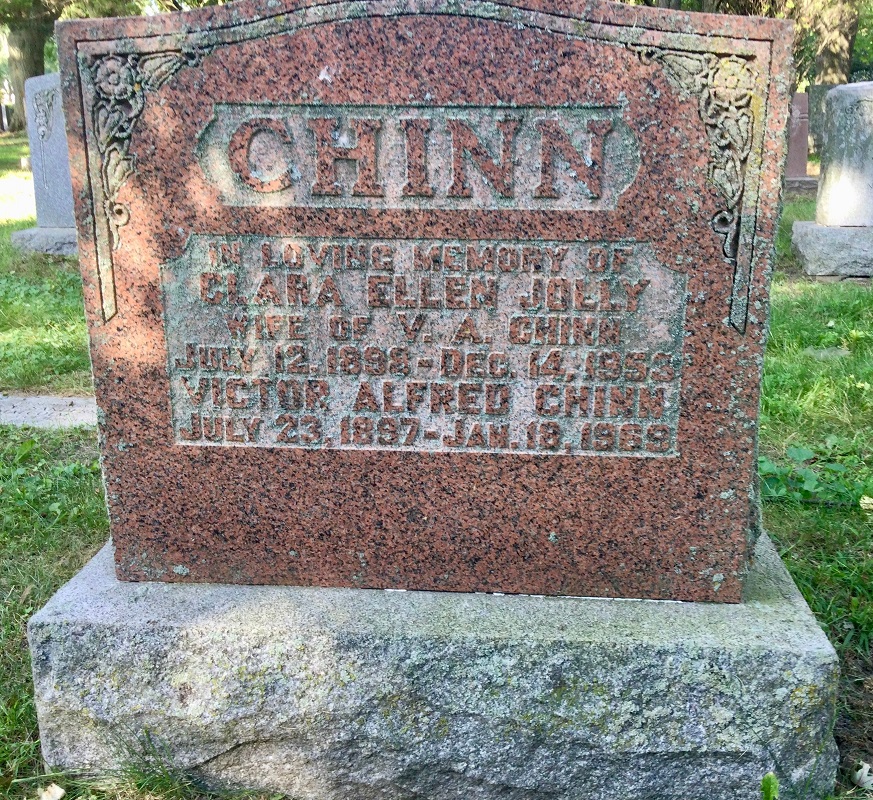 CHINN
IN LOVING MEMORY OF
CLARA ELLEN JOLLY
WIFE OF V. A. CHINN
JULY 12, 1898 - DEC. 14,
VICTOR ALFRED CHINN
JULY 23, 1897 - JAN. 18, 1969